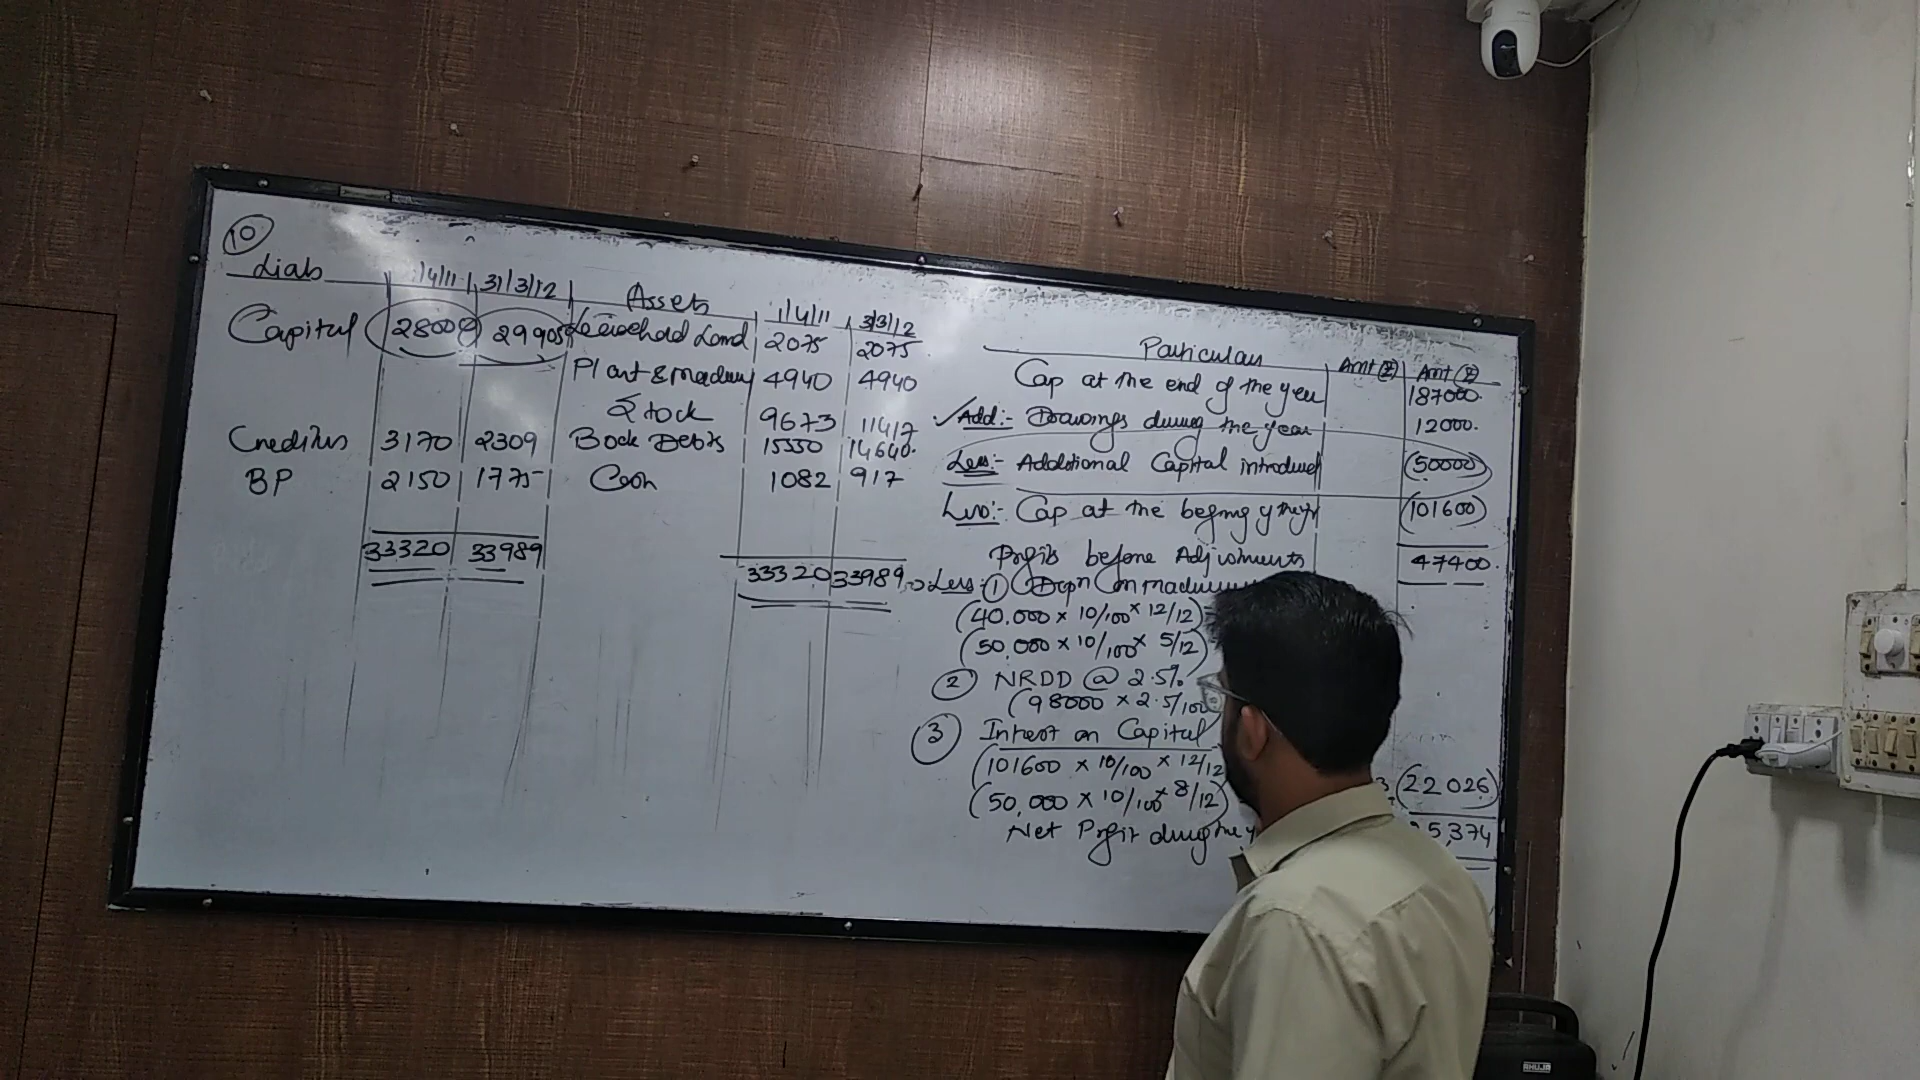 10
Liab 1/4/11 31/3/12 Assets 1/4/11 31/3/12
Capital 28000 29905 Leasehold Land 2075 2075
Plant & Machinery 4940 4940
Stock 9673 11417
Creditors 3170 2309 Book Debts 15550 14640
BP 2150 1775 Cash 1082 917
33320 33989 33320 33989
Particulars Amt (₹) Amt (₹)
Cap at the end of the year 187000
Add:- Drawings during the year 12000
Less:- Additional Capital introduced (50000)
Less:- Cap at the begning of the yr (101600)
Profit before Adjustments 47400
Less:- ① Depn on machinery
(40,000 × 10/100 × 12/12)
(50,000 × 10/100 × 5/12)
② NRDD @ 2.5%
(98000 × 2.5/100
③ Interest on Capital
(101600 × 10/100 × 12/12
(50,000 × 10/100 × 8/12) (22026)
Net Profit during the y 5,374
AHUJA